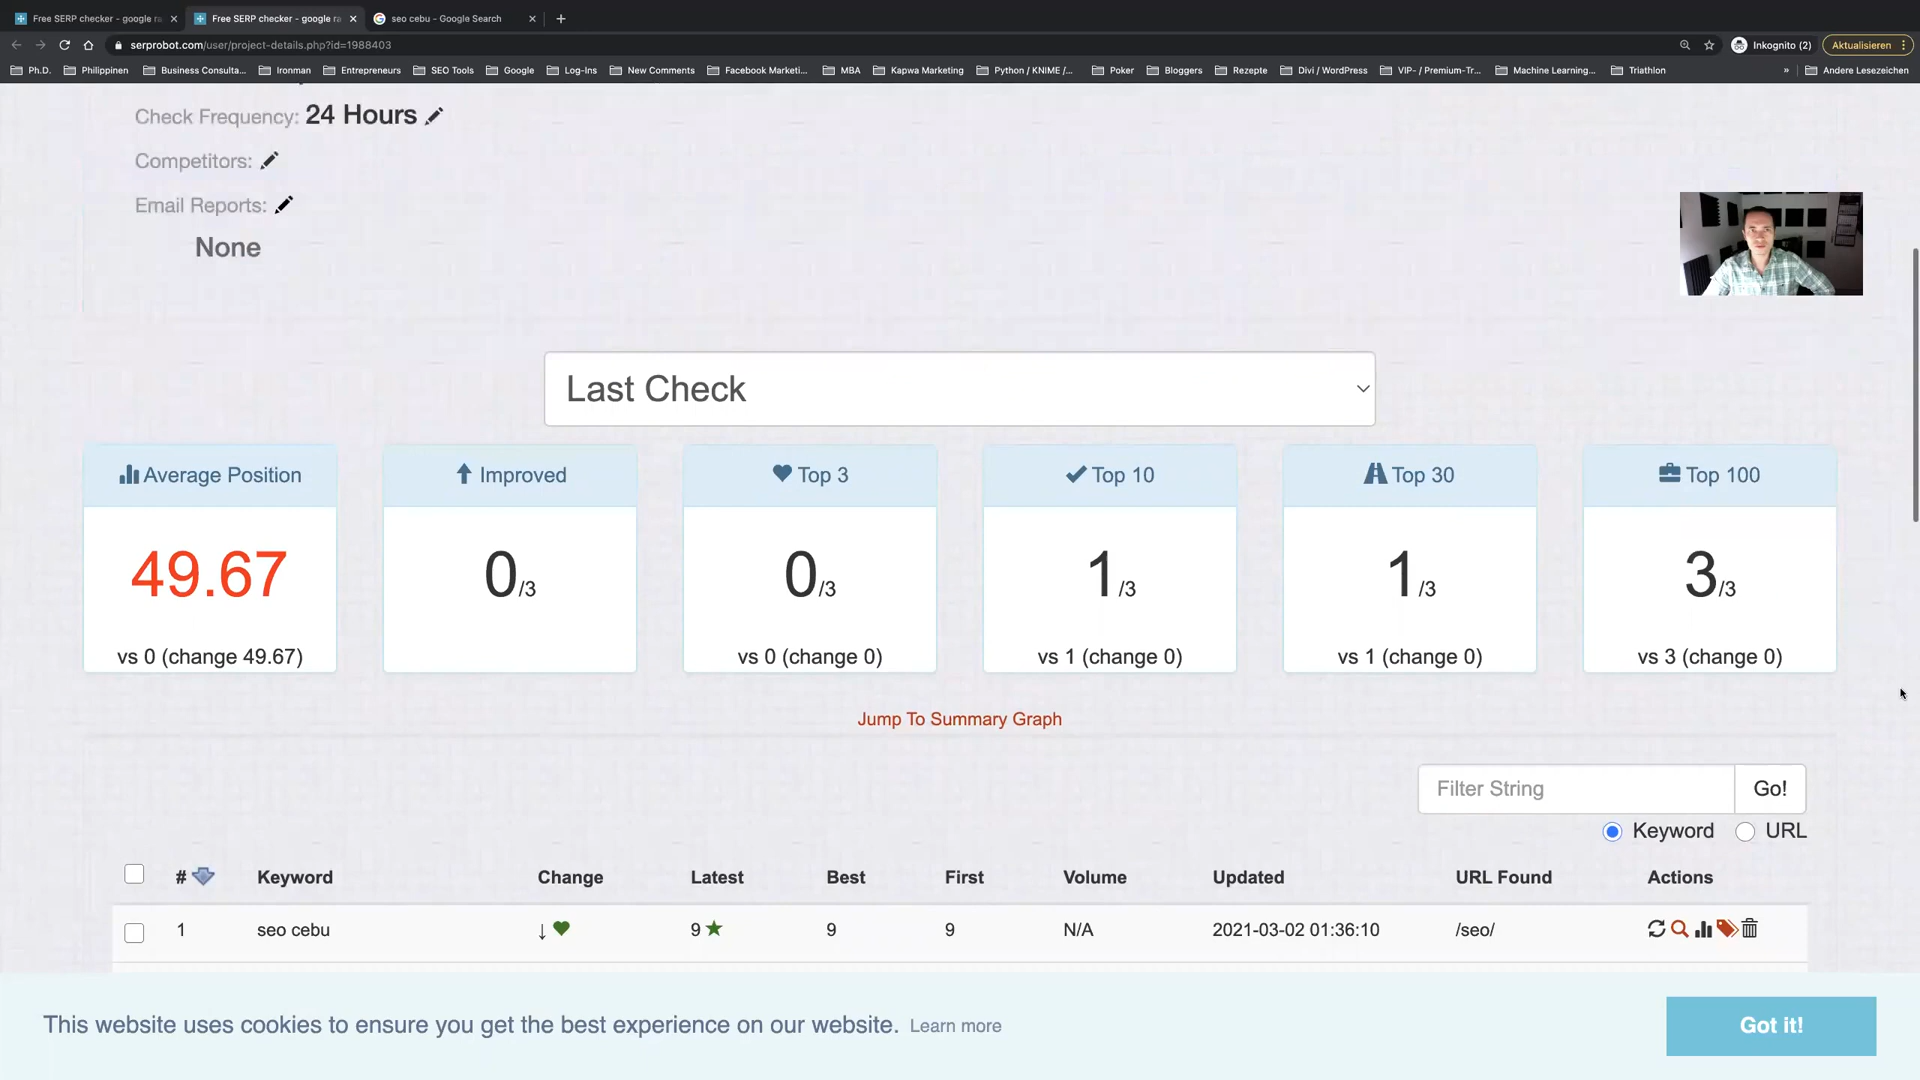 Free SERP checker - google ra
Free SERP checker - google ra
seo cebu - Google Search
serprobot.com/user/project-details.php?id=1988403
Inkognito (2)
Aktualisieren
Ph.D.
Philippinen
Business Consulta...
Ironman
Entrepreneurs
SEO Tools
Google
Log-Ins
New Comments
Facebook Marketi...
MBA
Kapwa Marketing
Python / KNIME /...
Poker
Bloggers
Rezepte
Divi / WordPress
VIP- / Premium-Tr...
Machine Learning...
Triathlon
»
Andere Lesezeichen
Check Frequency: 24 Hours
Competitors:
Email Reports:
None
Last Check
Average Position
Improved
Top 3
Top 10
Top 30
Top 100
49.67
0/3
0/3
1/3
1/3
3/3
vs 0 (change 49.67)
vs 0 (change 0)
vs 1 (change 0)
vs 1 (change 0)
vs 3 (change 0)
Jump To Summary Graph
Filter String
Go!
Keyword
URL
# Keyword Change Latest Best First Volume Updated URL Found Actions
1 seo cebu ↓ 9 9 9 N/A 2021-03-02 01:36:10 /seo/
This website uses cookies to ensure you get the best experience on our website. Learn more
Got it!